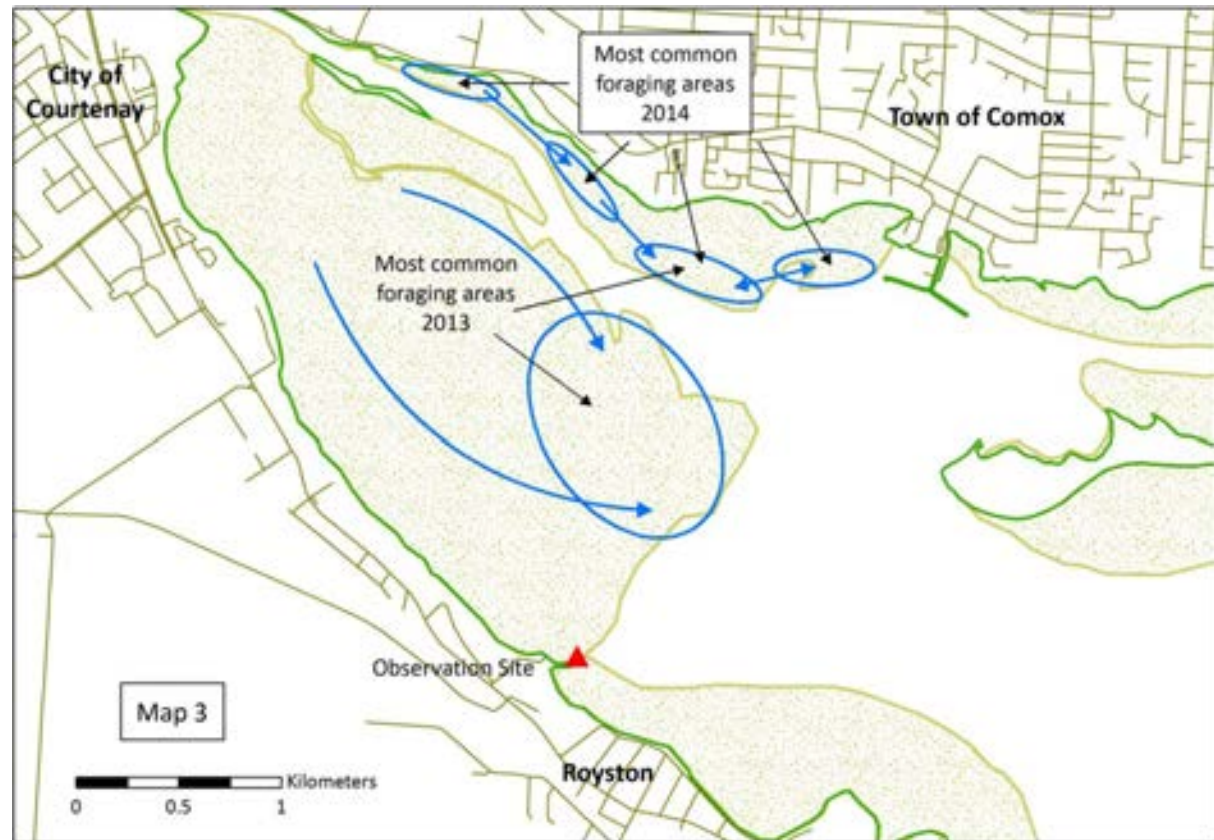 City of
Courtenay
Most common
foraging areas
2014
Town of Comox
Most common
foraging areas
2013
Observation Site
Map 3
Kilometers
0 0.5 1
Royston